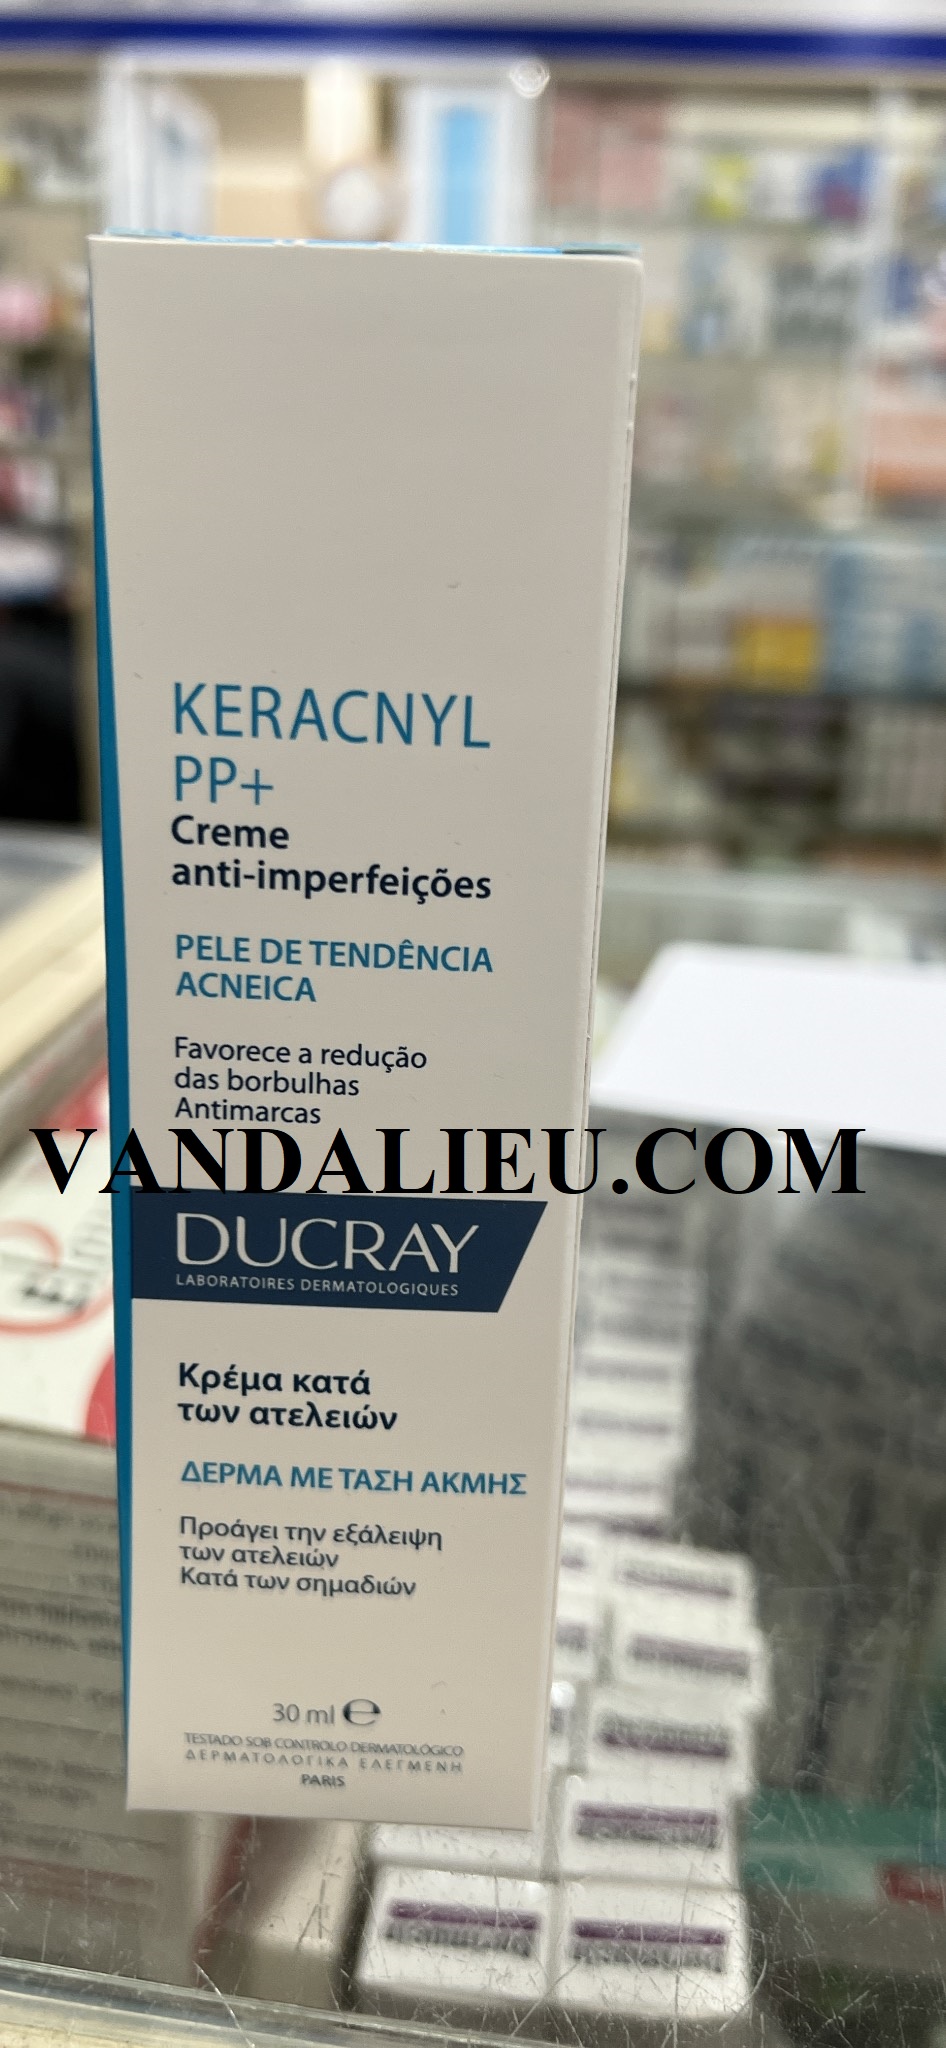 KERACNYL
PP+
Creme
anti-imperfeições
PELE DE TENDÊNCIA
ACNEICA
Favorece a redução
das borbulhas
Antimarcas
VANDALIEU.COM
DUCRAY
LABORATOIRES DERMATOLOGIQUES
Κρέμα κατά
των ατελειών
ΔΕΡΜΑ ΜΕ ΤΑΣΗ ΑΚΜΗΣ
Προάγει την εξάλειψη
των ατελειών
Κατά των σημαδιών
30 ml ℮
TESTADO SOB CONTROLO DERMATOLÓGICO
ΔΕΡΜΑΤΟΛΟΓΙΚΑ ΕΛΕΓΜΕΝΗ
PARIS